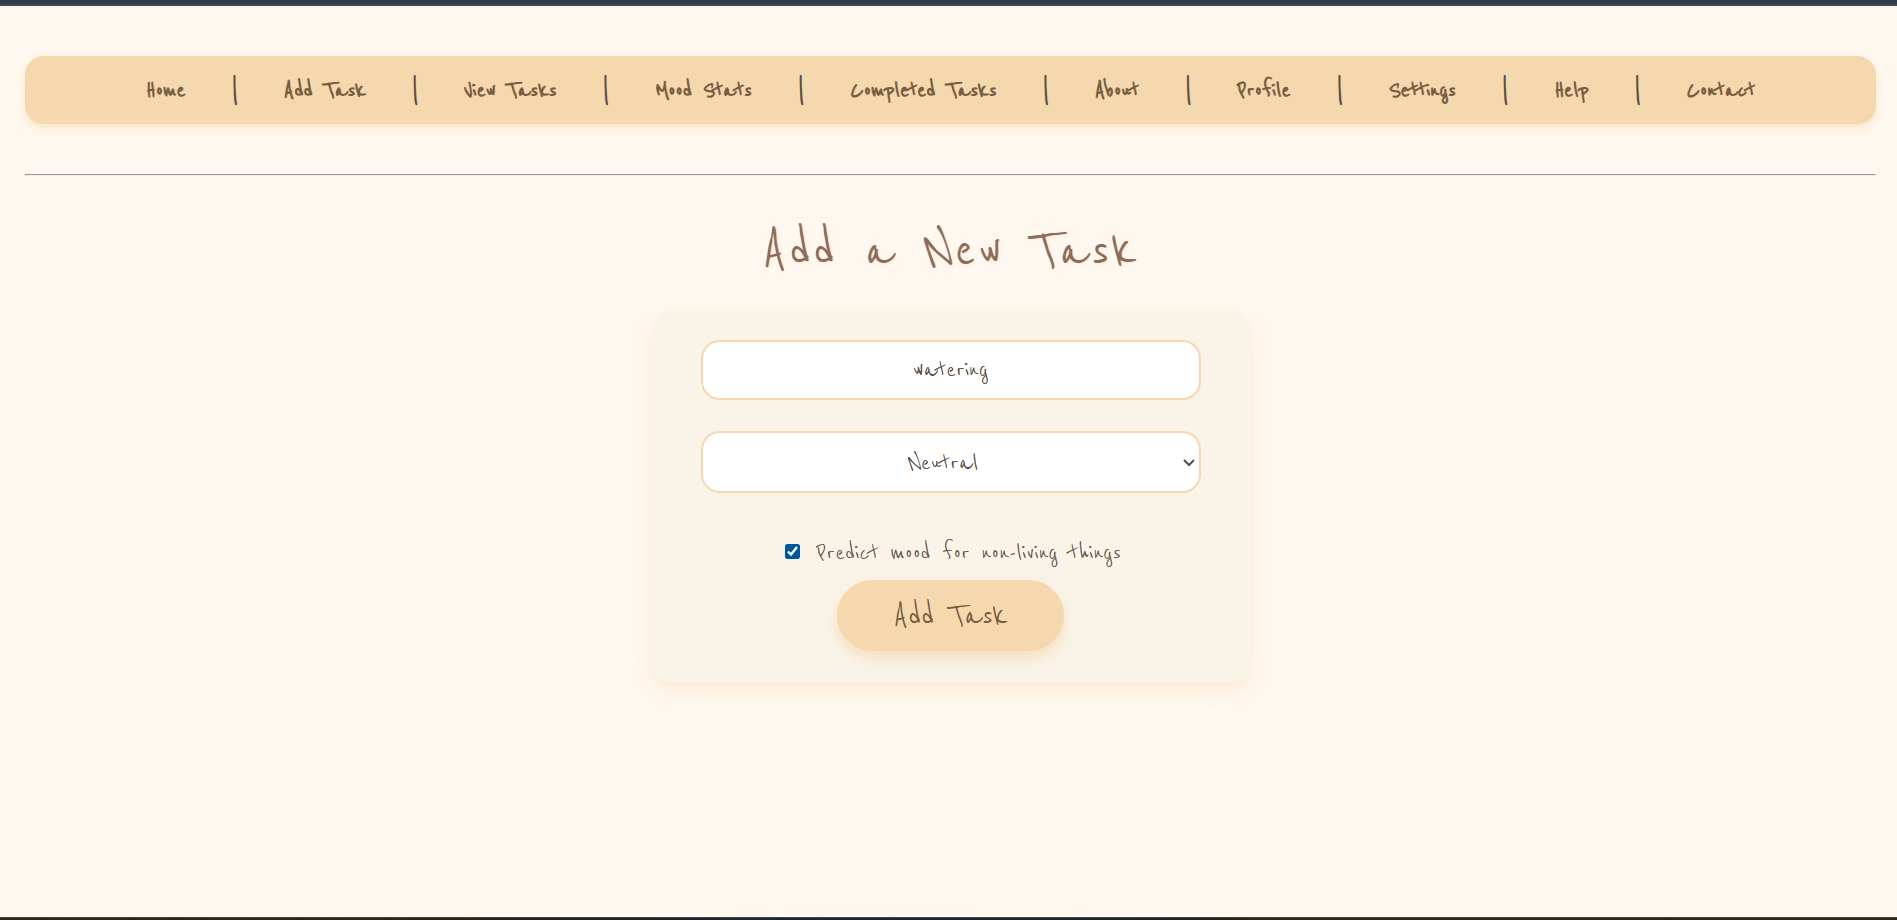 Home | Add Task | View Tasks | Mood Stats | Completed Tasks | About | Profile | Settings | Help | Contact
Add a New Task
watering
Neutral
Predict mood for non-living things
Add Task